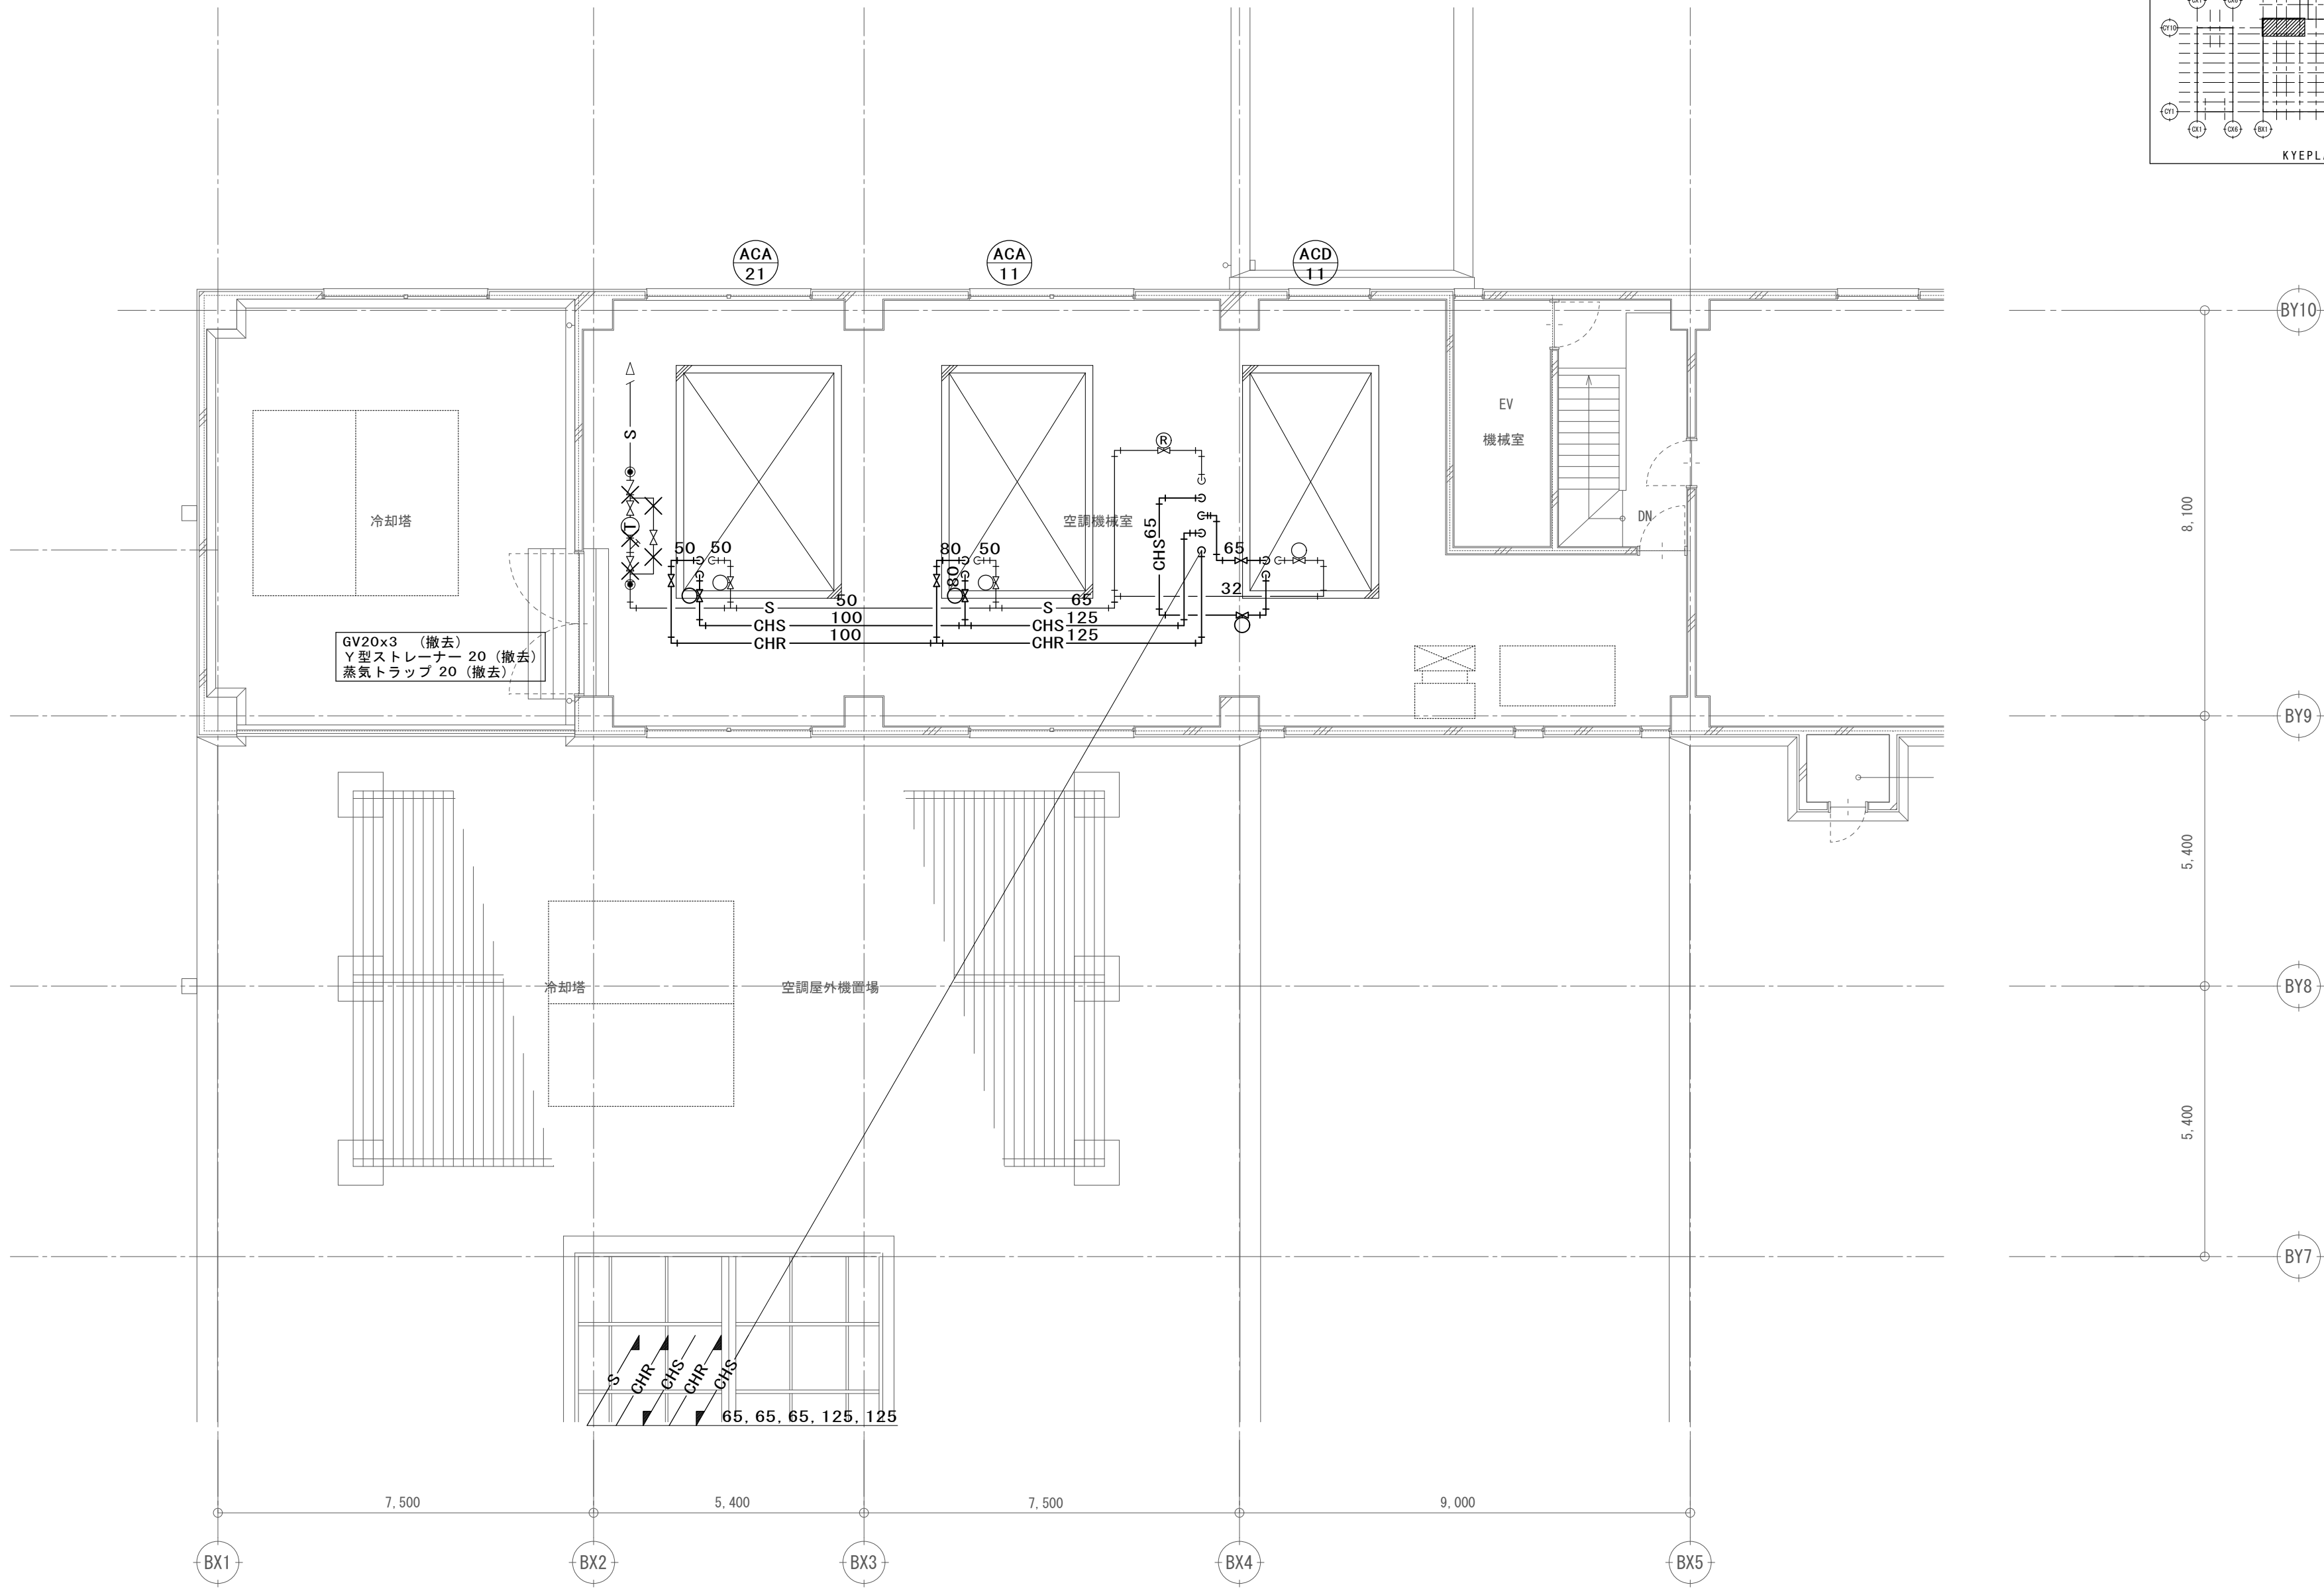 CY10
CY1
CX1
CX6
BX1
ACA
21
ACA
11
ACD
11
BY10
EV
機械室
S
R
冷却塔
T
空調機械室
65
CHS
DN
8,100
50
50
80
50
80
65
32
S
50
S
65
CHS
100
CHS
125
CHR
100
CHR
125
GV20x3 (撤去)
Y型ストレーナー 20 (撤去)
蒸気トラップ 20 (撤去)
BY9
5,400
冷却塔
空調屋外機置場
BY8
5,400
BY7
S
CHR
CHS
CHR
CHS
65, 65, 65, 125, 125
7,500
5,400
7,500
9,000
BX1
BX2
BX3
BX4
BX5